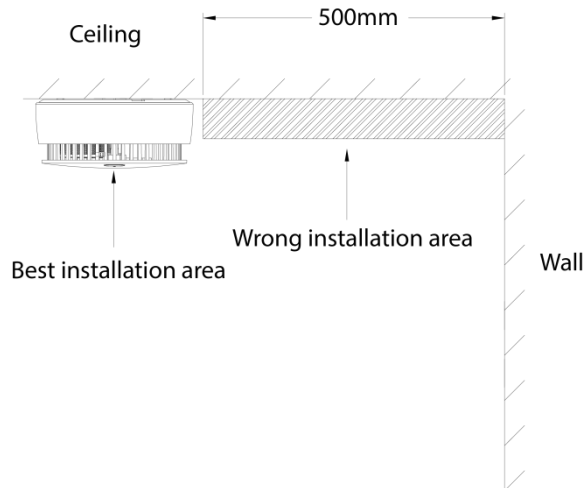 500mm
Ceiling
Wrong installation area
Best installation area
Wall